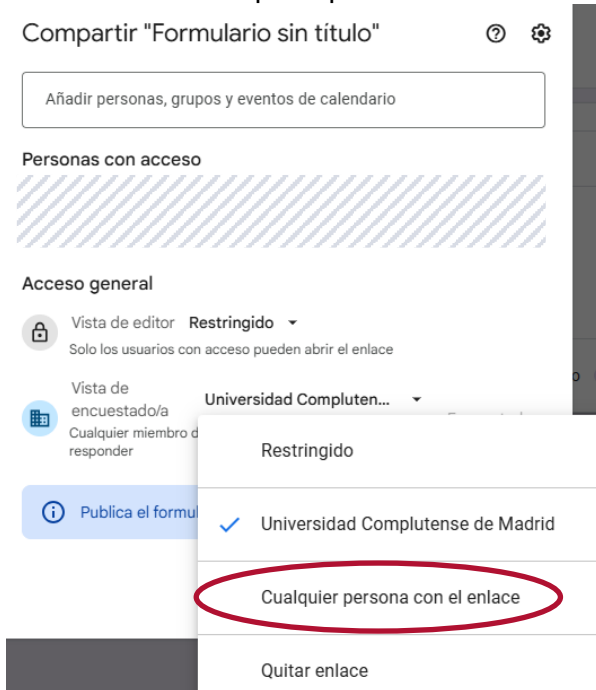 Compartir "Formulario sin título"
Añadir personas, grupos y eventos de calendario
Personas con acceso
Acceso general
Vista de editor Restringido
Solo los usuarios con acceso pueden abrir el enlace
Vista de
encuestado/a
Universidad Compluten...
Cualquier miembro d
responder
Publica el formul
Restringido
Universidad Complutense de Madrid
Cualquier persona con el enlace
Quitar enlace